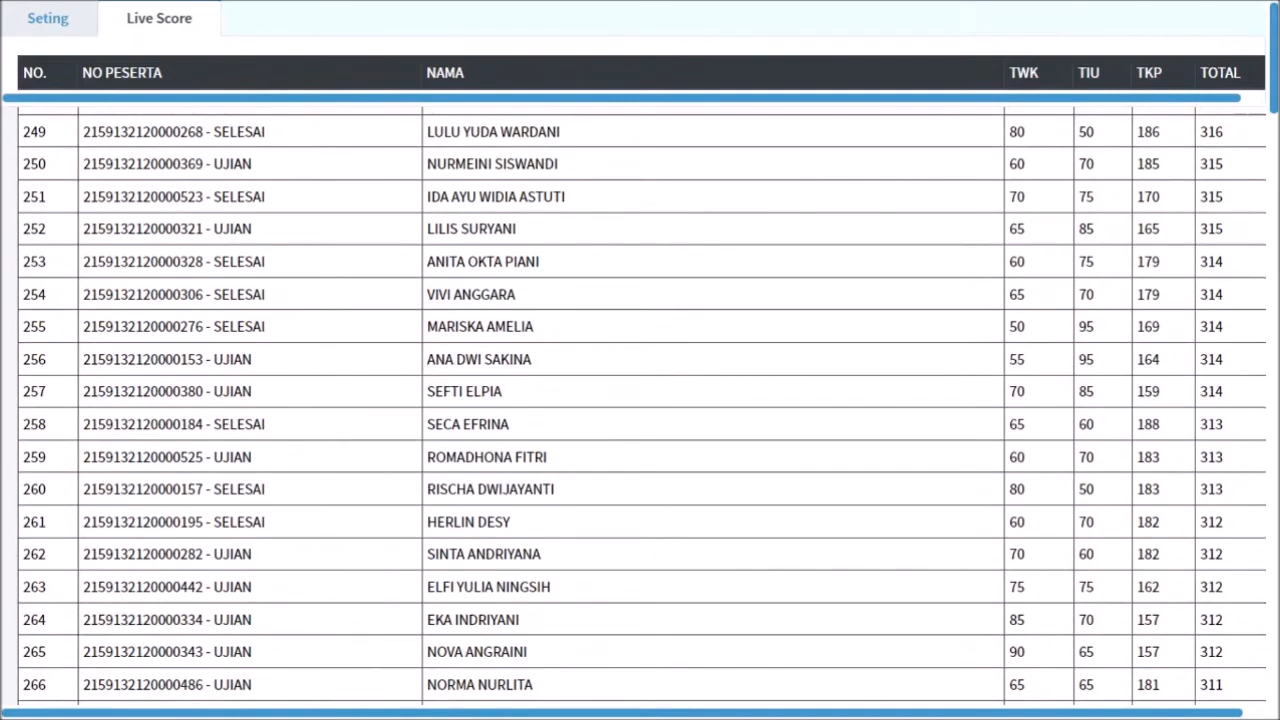 Seting Live Score
NO. NO PESERTA NAMA TWK TIU TKP TOTAL
249 2159132120000268 - SELESAI LULU YUDA WARDANI 80 50 186 316
250 2159132120000369 - UJIAN NURMEINI SISWANDI 60 70 185 315
251 2159132120000523 - SELESAI IDA AYU WIDIA ASTUTI 70 75 170 315
252 2159132120000321 - UJIAN LILIS SURYANI 65 85 165 315
253 2159132120000328 - SELESAI ANITA OKTA PIANI 60 75 179 314
254 2159132120000306 - SELESAI VIVI ANGGARA 65 70 179 314
255 2159132120000276 - SELESAI MARISKA AMELIA 50 95 169 314
256 2159132120000153 - UJIAN ANA DWI SAKINA 55 95 164 314
257 2159132120000380 - UJIAN SEFTI ELPIA 70 85 159 314
258 2159132120000184 - SELESAI SECA EFRINA 65 60 188 313
259 2159132120000525 - UJIAN ROMADHONA FITRI 60 70 183 313
260 2159132120000157 - SELESAI RISCHA DWIJAYANTI 80 50 183 313
261 2159132120000195 - SELESAI HERLIN DESY 60 70 182 312
262 2159132120000282 - UJIAN SINTA ANDRIYANA 70 60 182 312
263 2159132120000442 - UJIAN ELFI YULIA NINGSIH 75 75 162 312
264 2159132120000334 - UJIAN EKA INDRIYANI 85 70 157 312
265 2159132120000343 - UJIAN NOVA ANGRAINI 90 65 157 312
266 2159132120000486 - UJIAN NORMA NURLITA 65 65 181 311